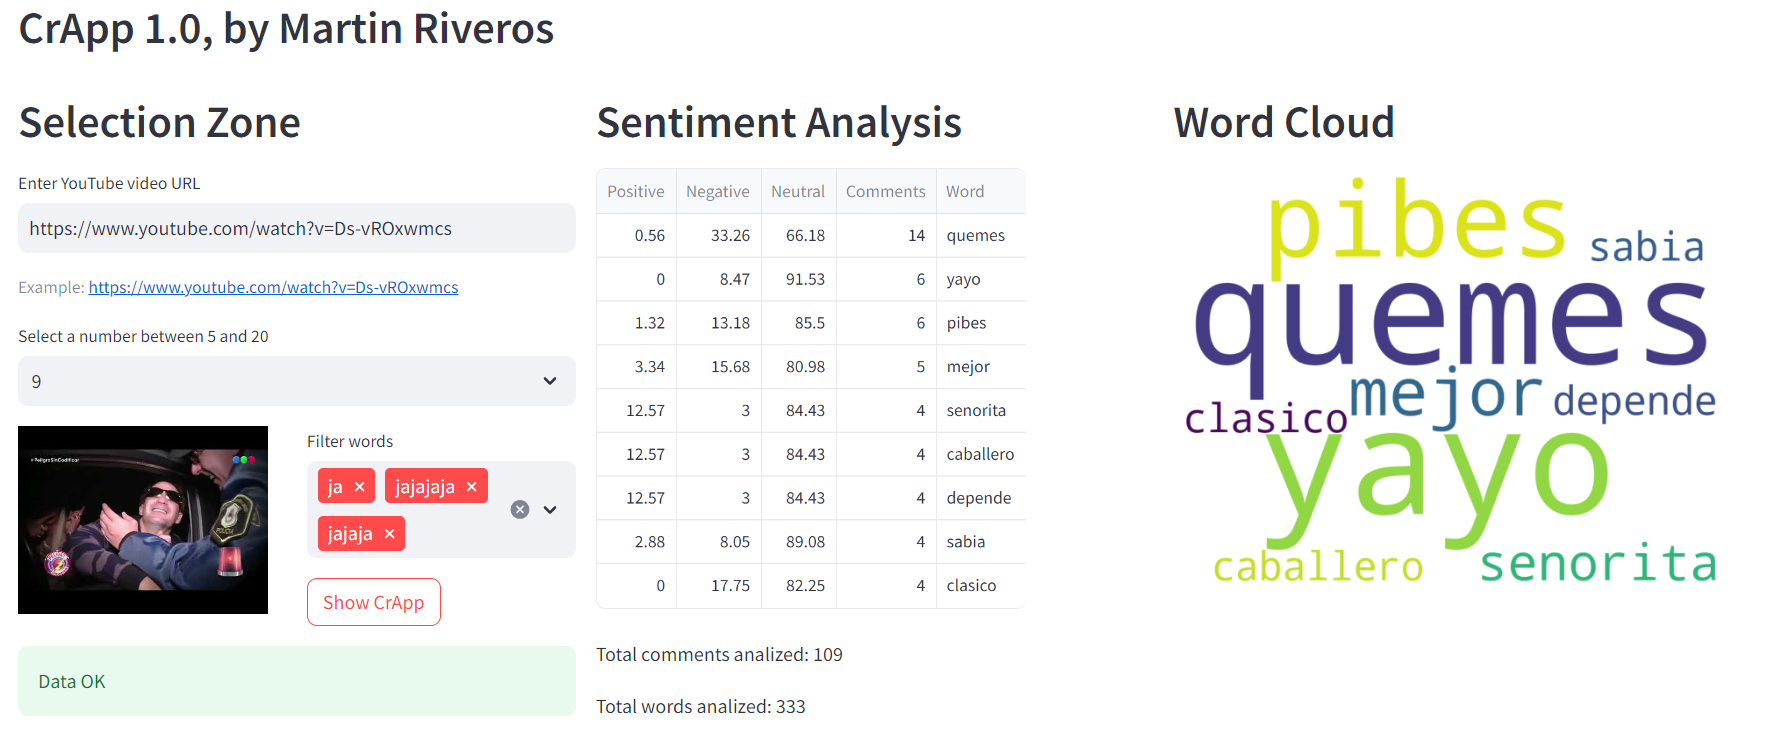 CrApp 1.0, by Martin Riveros
Selection Zone
Enter YouTube video URL
https://www.youtube.com/watch?v=Ds-vROxwmcs
Example: https://www.youtube.com/watch?v=Ds-vROxwmcs
Select a number between 5 and 20
9
#PeligroSinCodificar
POLICIA
Filter words
ja × jajajaja ×
jajaja ×
Show CrApp
Data OK
Sentiment Analysis
Positive Negative Neutral Comments Word
0.56 33.26 66.18 14 quemes
0 8.47 91.53 6 yayo
1.32 13.18 85.5 6 pibes
3.34 15.68 80.98 5 mejor
12.57 3 84.43 4 senorita
12.57 3 84.43 4 caballero
12.57 3 84.43 4 depende
2.88 8.05 89.08 4 sabia
0 17.75 82.25 4 clasico
Total comments analized: 109
Total words analized: 333
Word Cloud
pibes
sabia
quemes
mejor
depende
clasico
yayo
caballero
senorita